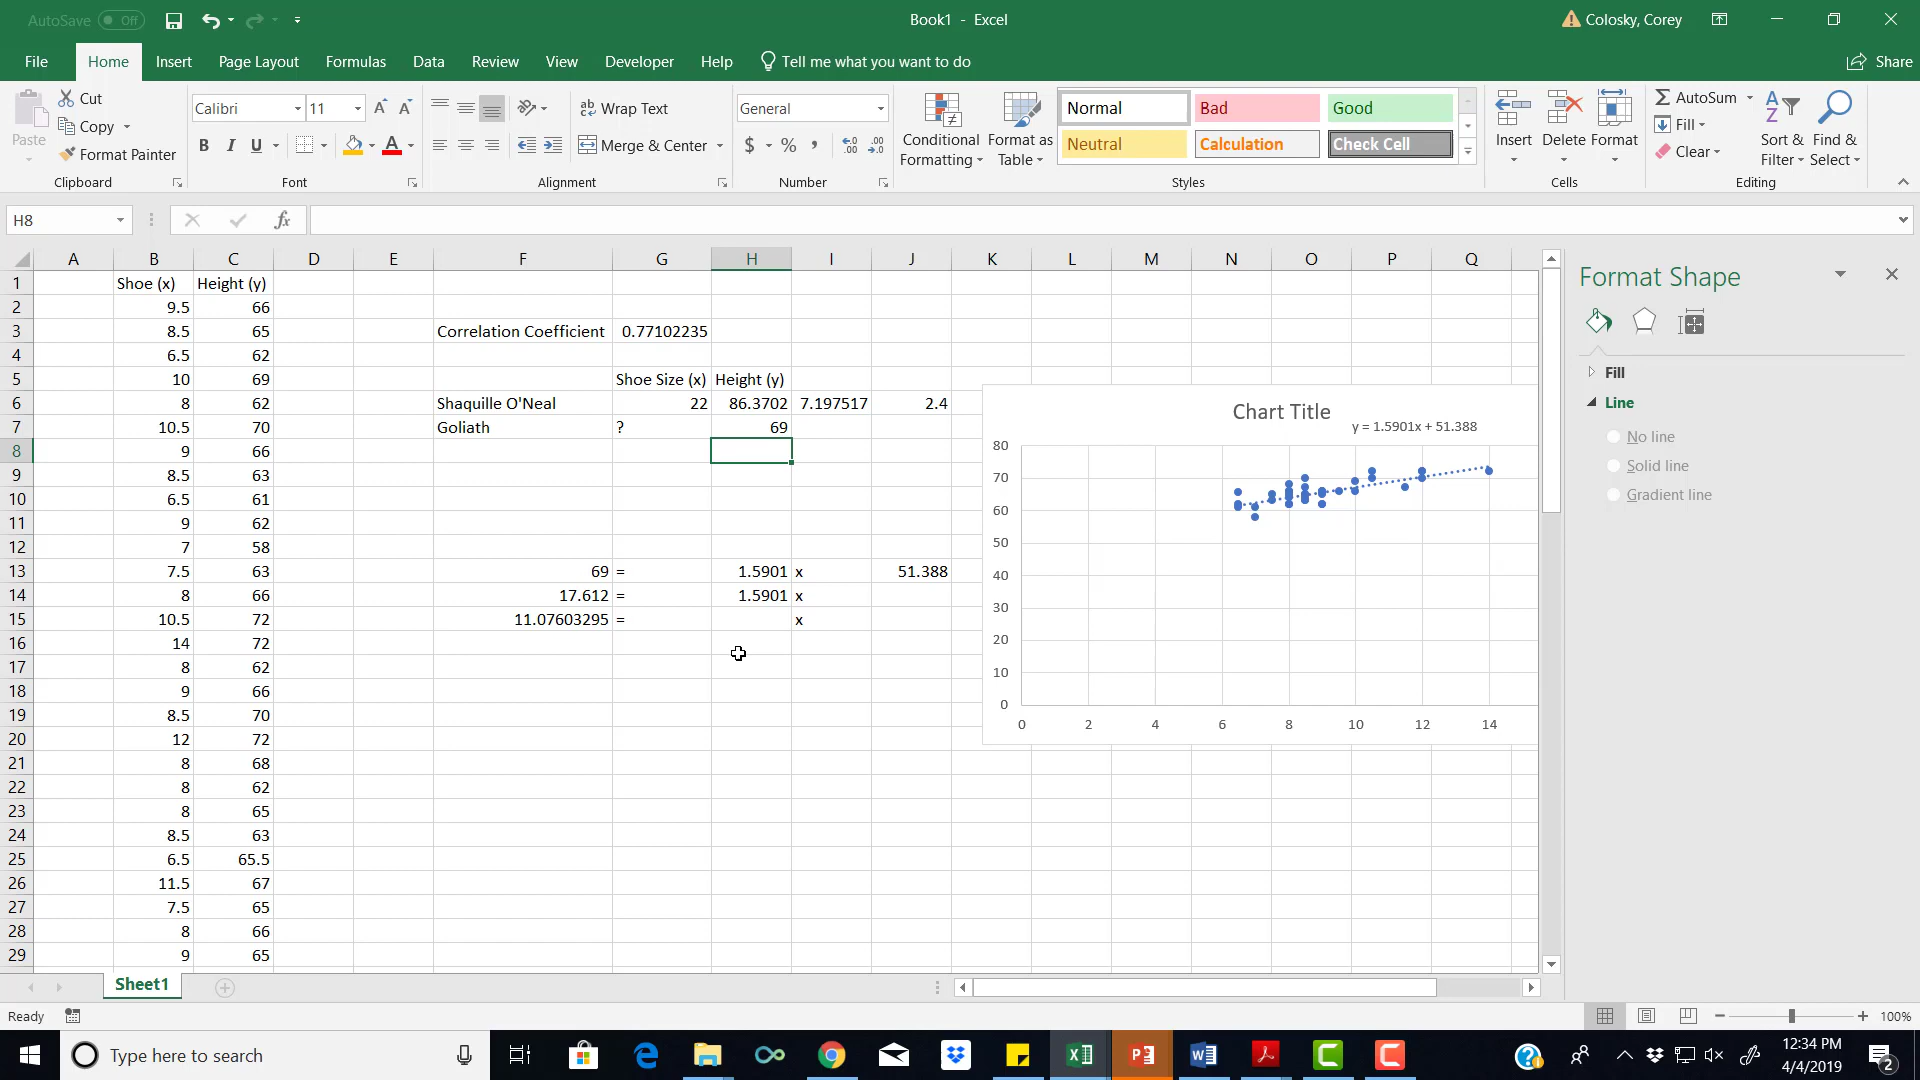 AutoSave Off
Book1 - Excel
Colosky, Corey
File Home Insert Page Layout Formulas Data Review View Developer Help Tell me what you want to do Share
Paste
Cut
Copy
Format Painter
Clipboard
Calibri 11
B I U
Font
Wrap Text
Merge & Center
Alignment
General
$ % ,
Number
Conditional Formatting
Format as Table
Normal Bad Good
Neutral Calculation Check Cell
Styles
Insert Delete Format
Cells
AutoSum
Fill
Clear
Sort & Filter
Find & Select
Editing
H8
fx
A B C D E F G H I J K L M N O P Q
1 Shoe (x) Height (y)
2 9.5 66
3 8.5 65 Correlation Coefficient 0.77102235
4 6.5 62
5 10 69 Shoe Size (x) Height (y)
6 8 62 Shaquille O'Neal 22 86.3702 7.197517 2.4
7 10.5 70 Goliath ? 69
8 9 66
9 8.5 63
10 6.5 61
11 9 62
12 7 58
13 7.5 63 69 = 1.5901 x 51.388
14 8 66 17.612 = 1.5901 x
15 10.5 72 11.07603295 = x
16 14 72
17 8 62
18 9 66
19 8.5 70
20 12 72
21 8 68
22 8 62
23 8 65
24 8.5 63
25 6.5 65.5
26 11.5 67
27 7.5 65
28 8 66
29 9 65
Chart Title
y = 1.5901x + 51.388
80
70
60
50
40
30
20
10
0
0 2 4 6 8 10 12 14
Format Shape
Fill
Line
No line
Solid line
Gradient line
Sheet1
Ready
100%
Type here to search
12:34 PM
4/4/2019
2